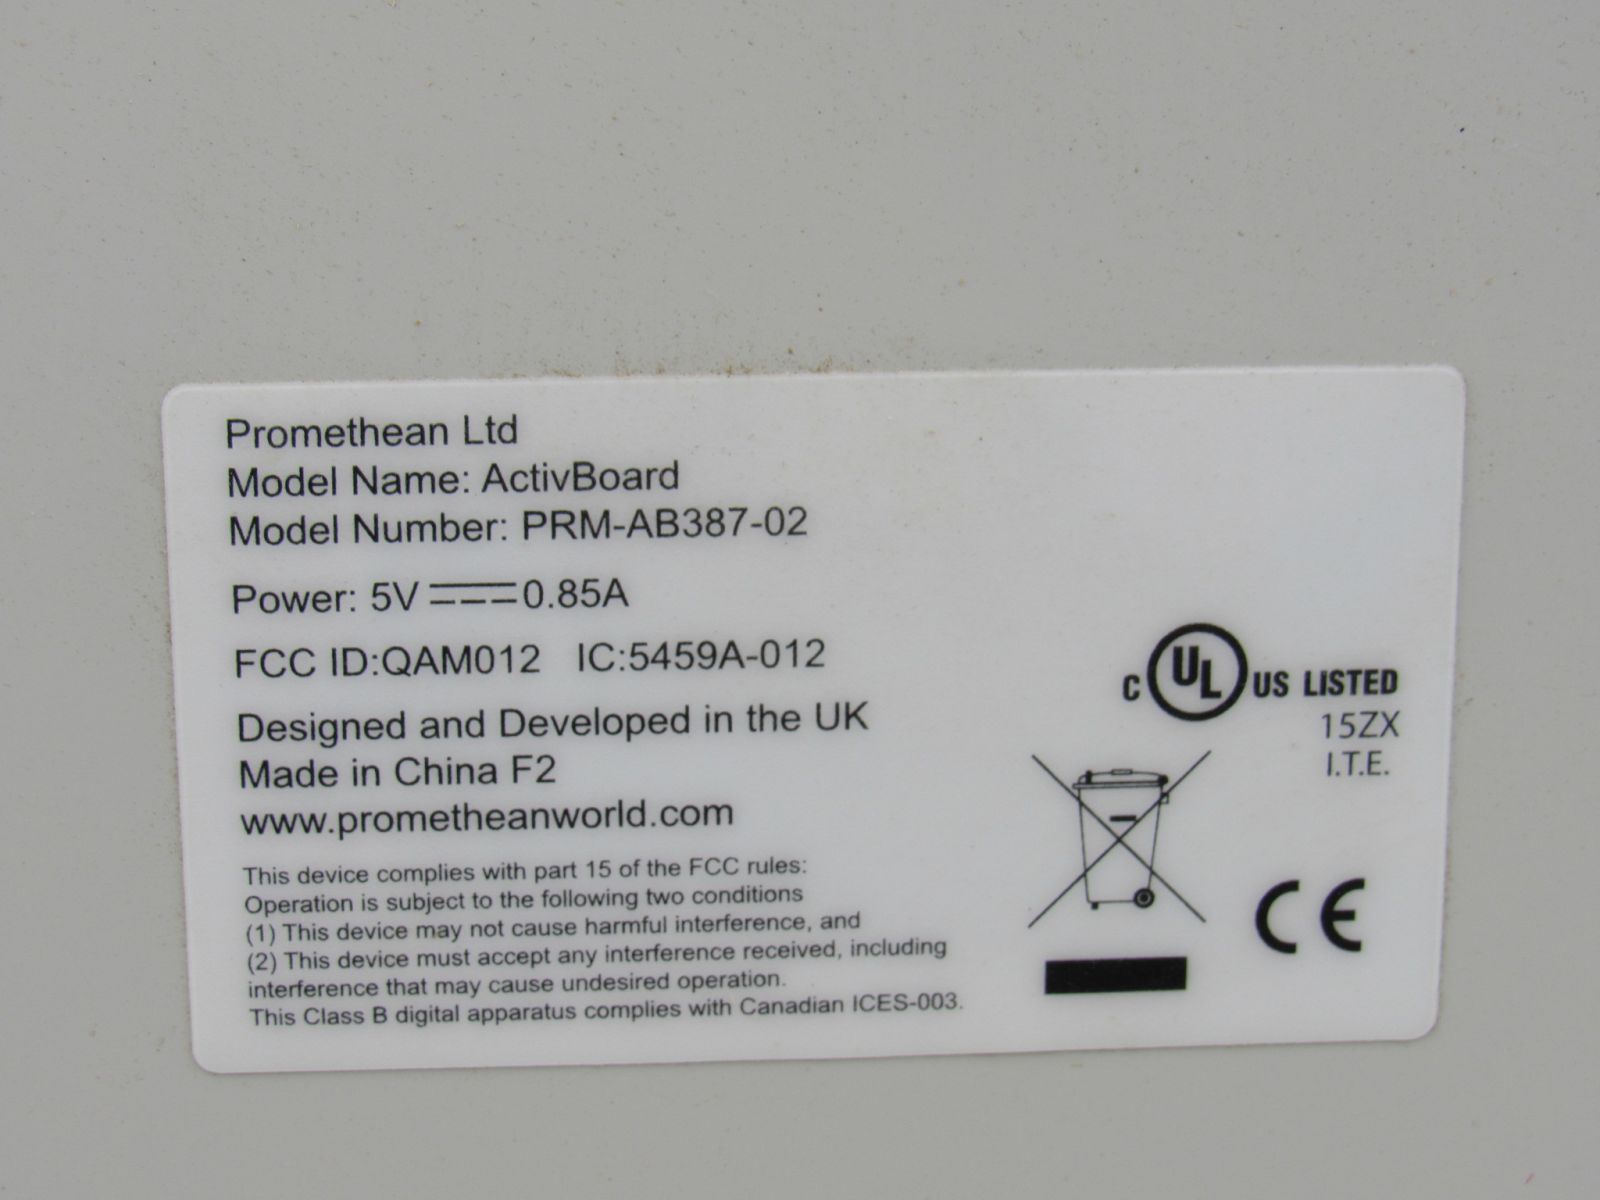 Promethean Ltd
Model Name: ActivBoard
Model Number: PRM-AB387-02
Power: 5V ⎓ 0.85A
FCC ID:QAM012 IC:5459A-012
Designed and Developed in the UK
Made in China F2
www.prometheanworld.com
This device complies with part 15 of the FCC rules:
Operation is subject to the following two conditions
(1) This device may not cause harmful interference, and
(2) This device must accept any interference received, including
interference that may cause undesired operation.
This Class B digital apparatus complies with Canadian ICES-003.
C UL US LISTED
15ZX
I.T.E.
CE